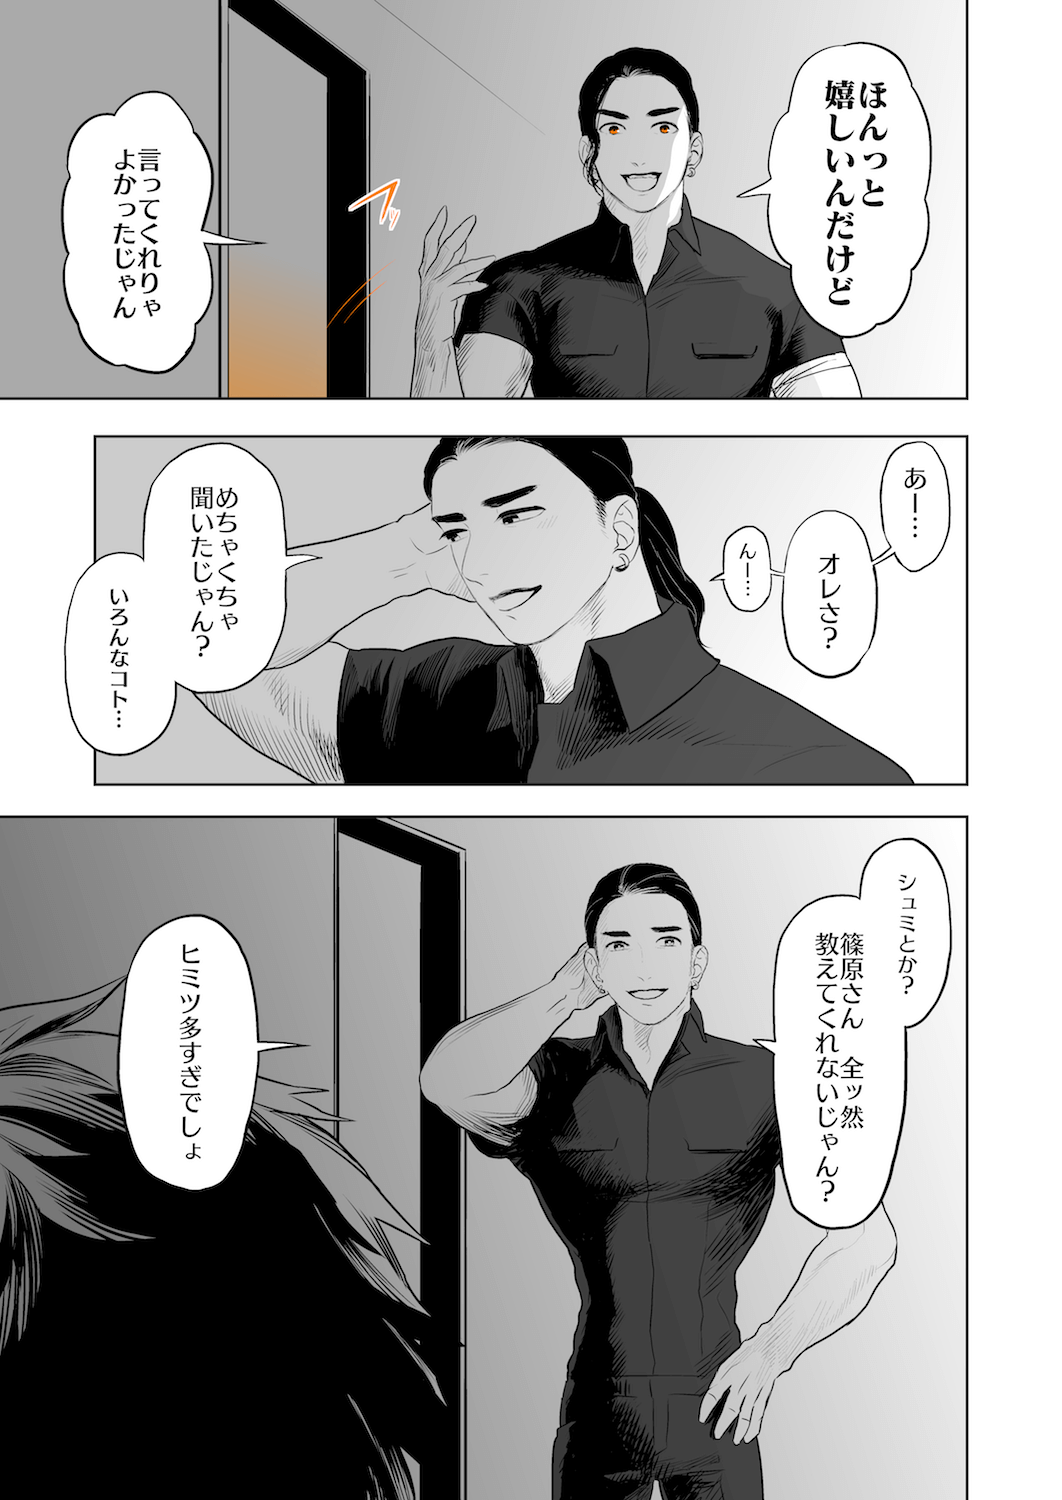 ほんっと
嬉しいんだけど
言ってくれりゃ
よかったじゃん
あー…
オレさ?
んー…
めちゃくちゃ
聞いたじゃん?
いろんなコト…
シュミとか?
篠原さん 全ッ然
教えてくれないじゃん?
ヒミツ多すぎでしょ